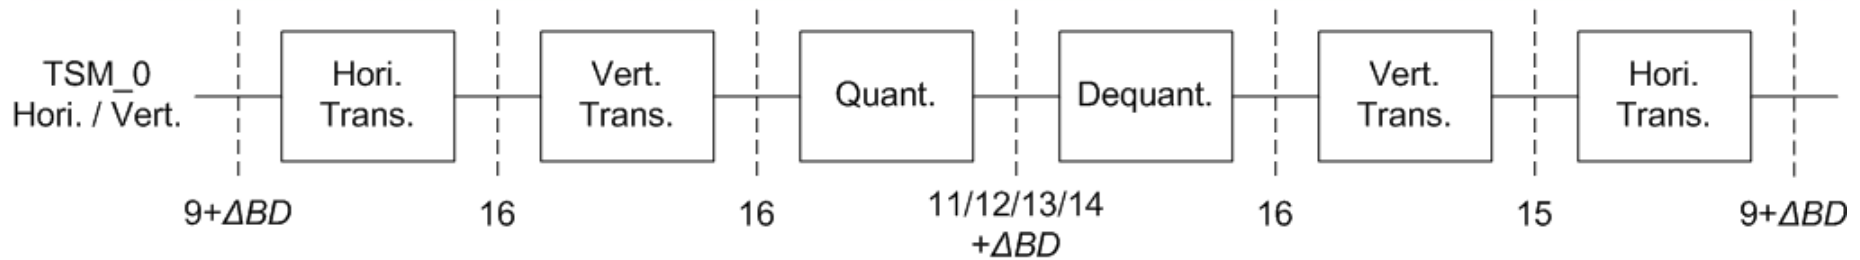 TSM_0
Hori. / Vert.
Hori.
Trans.
Vert.
Trans.
Quant.
Dequant.
Vert.
Trans.
Hori.
Trans.
9+ΔBD
16
16
11/12/13/14
+ΔBD
16
15
9+ΔBD